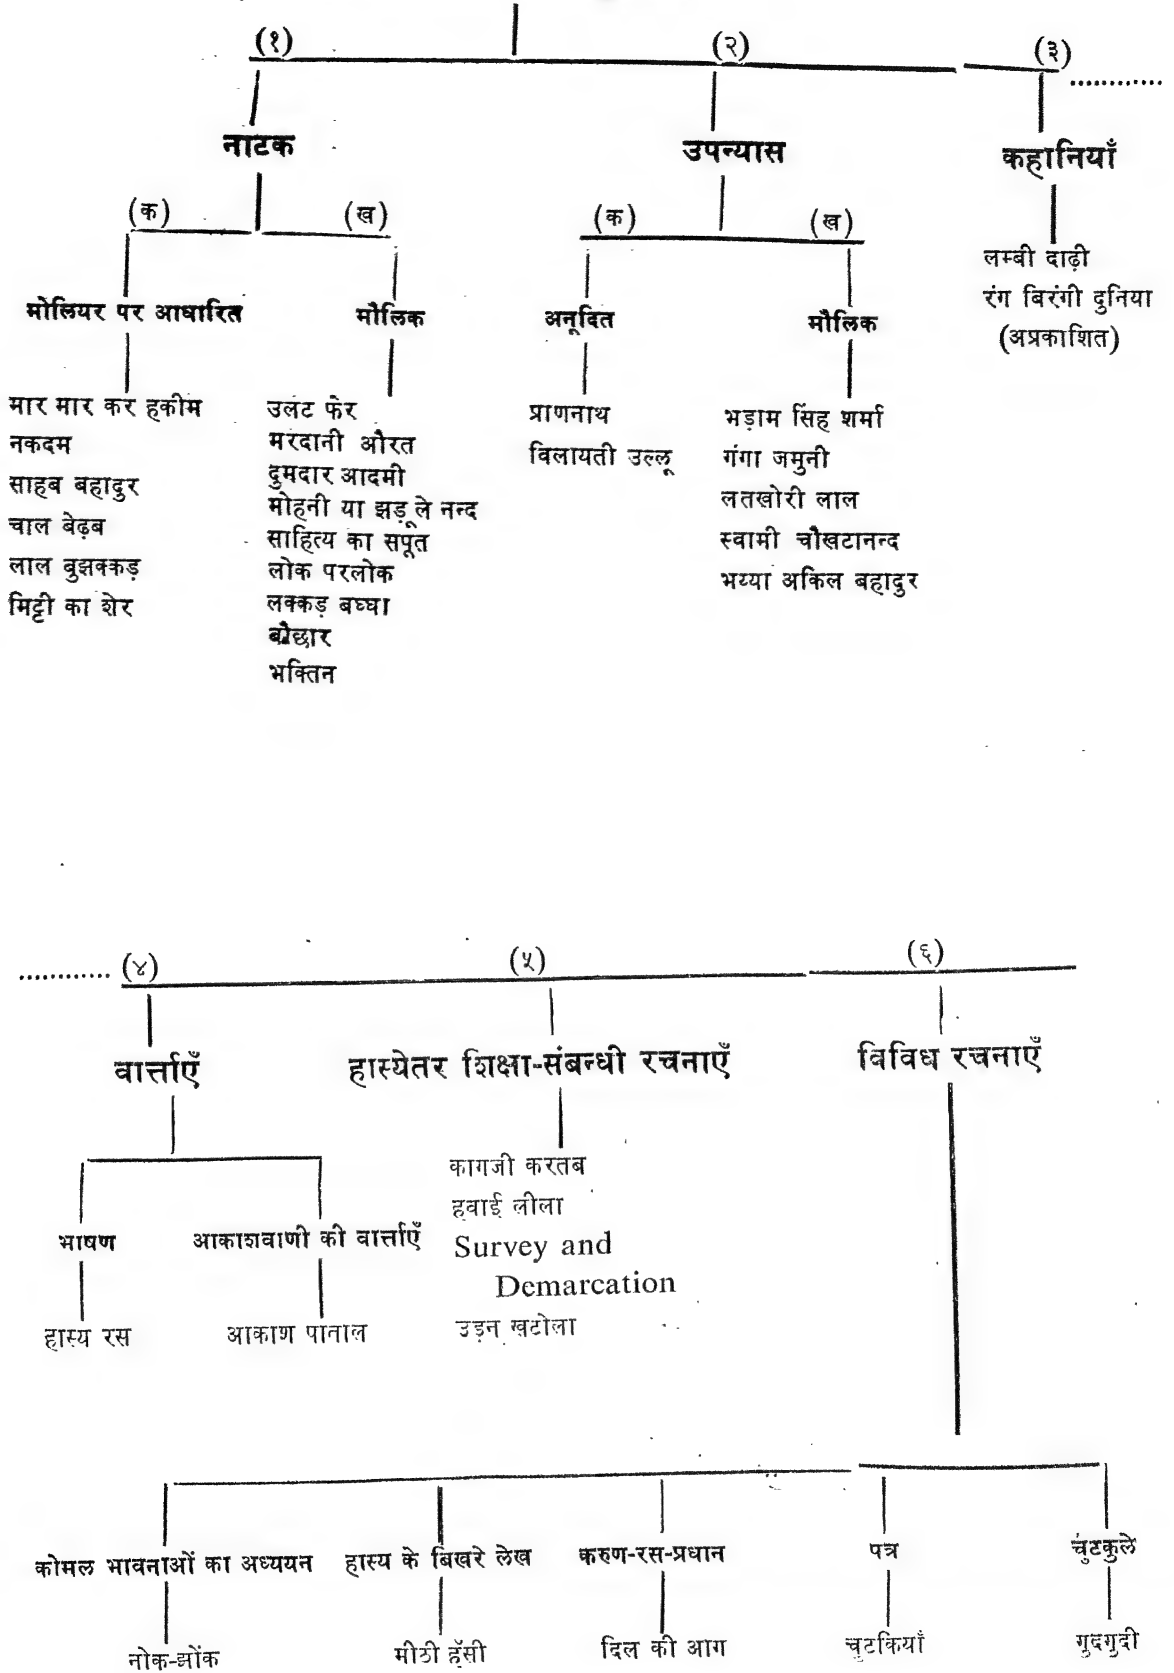 (१) (२) (३)
नाटक उपन्यास कहानियाँ
(क) (ख) (क) (ख)
लम्बी दाढ़ी
रंग बिरंगी दुनिया
(अप्रकाशित)
मोलियर पर आधारित मौलिक अनूदित मौलिक
मार मार कर हकीम
नकदम
साहब बहादुर
चाल बेढ़ब
लाल बुझक्कड़
मिट्टी का शेर
उलट फेर
मरदानी औरत
दुमदार आदमी
मोहनी या झड़ूले नन्द
साहित्य का सपूत
लोक परलोक
लक्कड़ बघ्घा
बौछार
भक्तिन
प्राणनाथ
विलायती उल्लू
भड़ाम सिंह शर्मा
गंगा जमुनी
लतखोरी लाल
स्वामी चौखटानन्द
भय्या अकिल बहादुर
(४) (५) (६)
वार्त्ताएँ हास्येतर शिक्षा-संबन्धी रचनाएँ विविध रचनाएँ
भाषण आकाशवाणी की वार्त्ताएँ
हास्य रस आकाश पाताल
कागजी करतब
हवाई लीला
Survey and
Demarcation
उड़न खटोला
कोमल भावनाओं का अध्ययन हास्य के बिखरे लेख करुण-रस-प्रधान पत्र चुटकुले
नोक-झोंक मीठी हँसी दिल की आग चुटकियाँ गुदगुदी